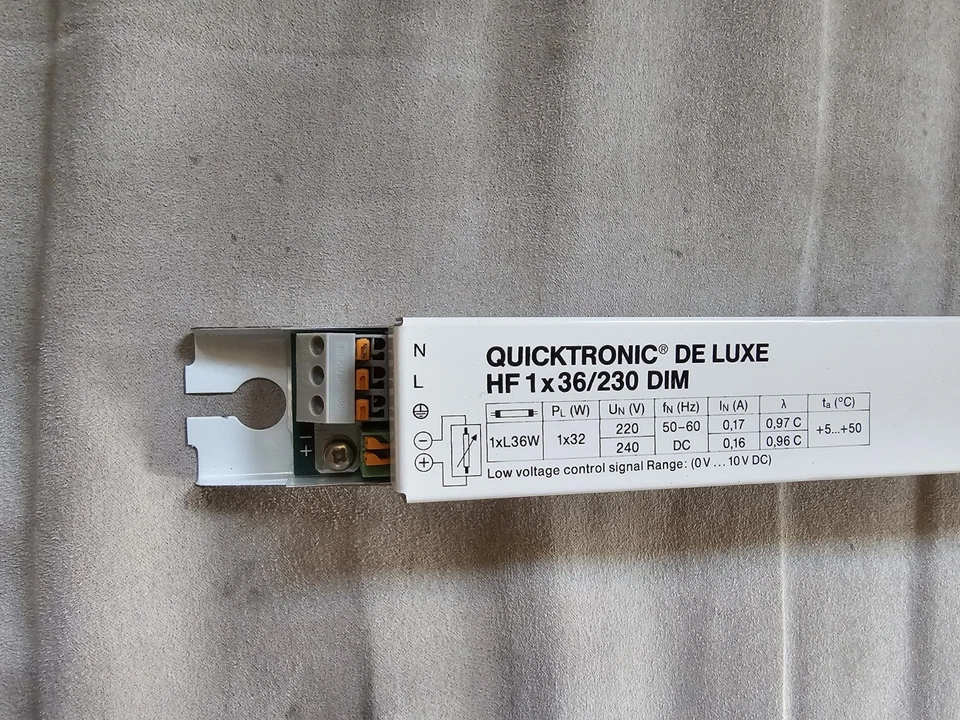 N
L
QUICKTRONIC® DE LUXE
HF 1x36/230 DIM
PL (W) UN (V) fN (Hz) IN (A) λ ta (°C)
1xL36W 1x32 220 50-60 0,17 0,97 C +5...+50
240 DC 0,16 0,96 C
Low voltage control signal Range: (0V...10V DC)
− +
−
+